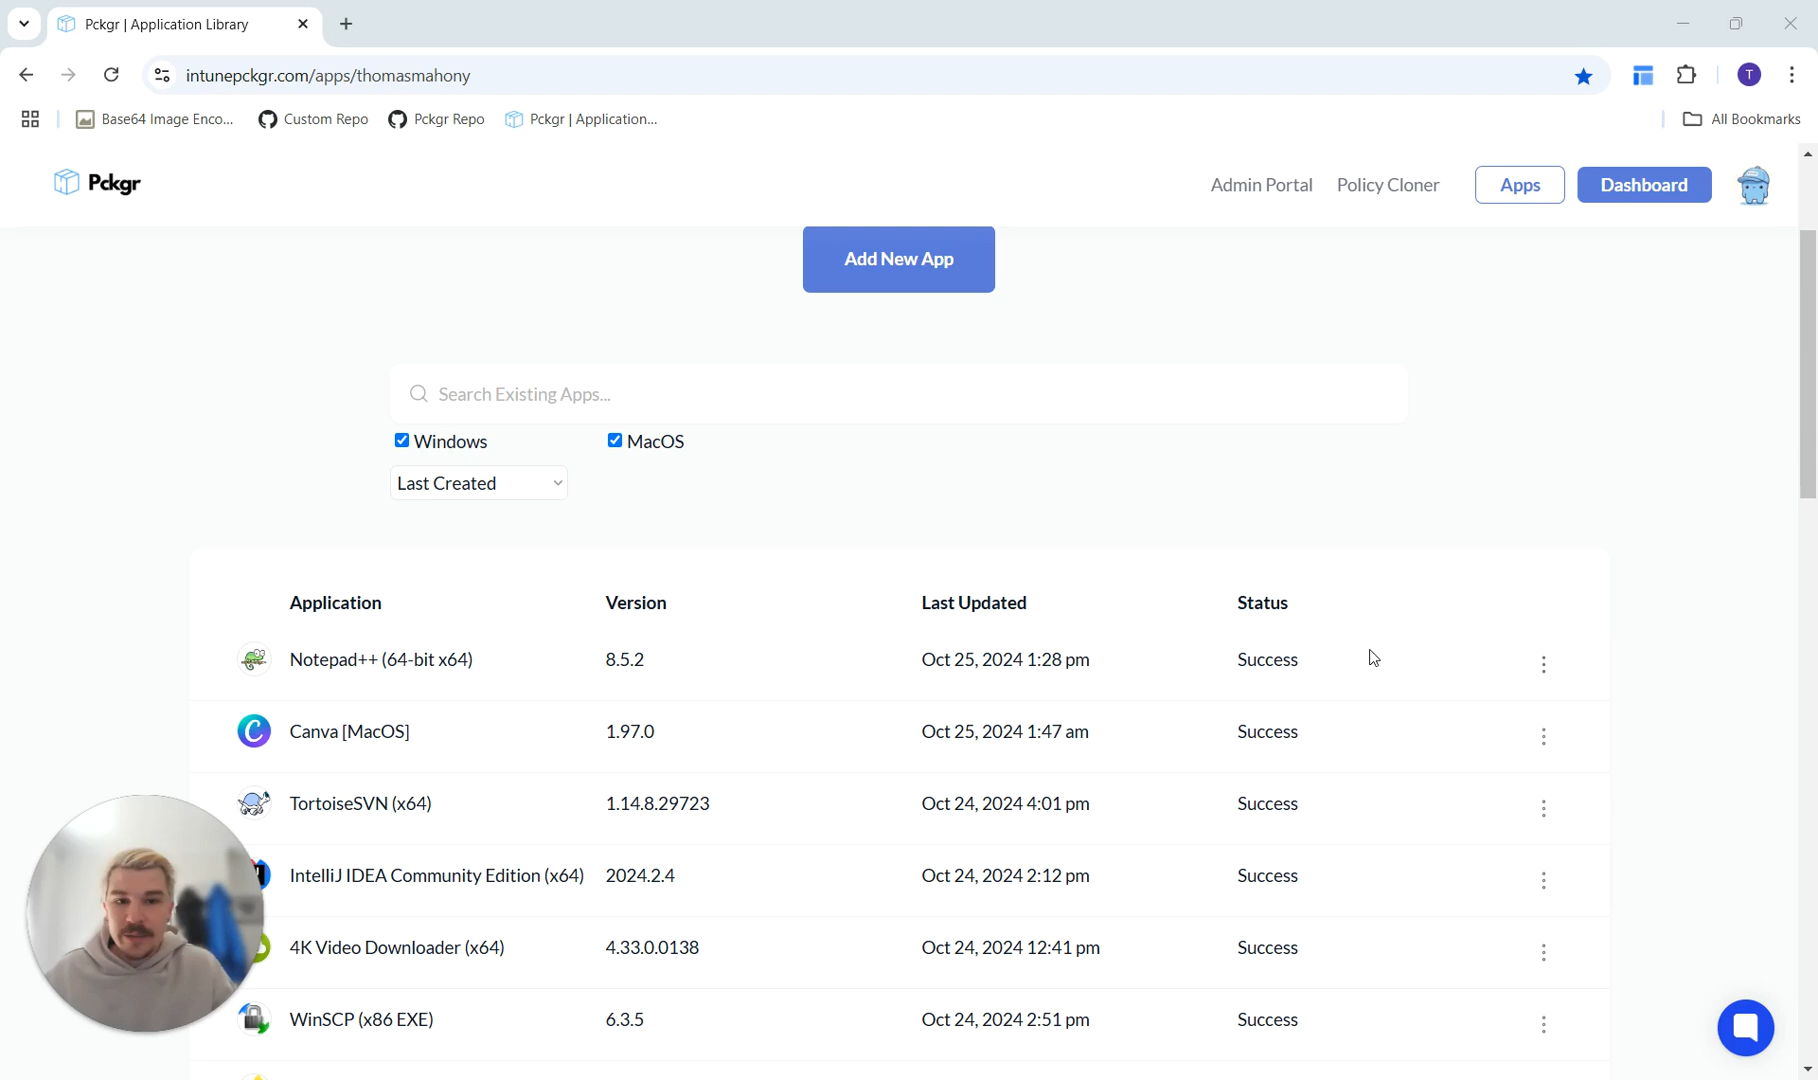 Pckgr | Application Library
intunepckgr.com/apps/thomasmahony
T
Base64 Image Enco...
Custom Repo
Pckgr Repo
Pckgr | Application...
All Bookmarks
Pckgr
Admin Portal
Policy Cloner
Apps
Dashboard
Add New App
Search Existing Apps...
Windows
MacOS
Last Created
Application Version Last Updated Status
Notepad++ (64-bit x64) 8.5.2 Oct 25, 2024 1:28 pm Success
Canva [MacOS] 1.97.0 Oct 25, 2024 1:47 am Success
TortoiseSVN (x64) 1.14.8.29723 Oct 24, 2024 4:01 pm Success
IntelliJ IDEA Community Edition (x64) 2024.2.4 Oct 24, 2024 2:12 pm Success
4K Video Downloader (x64) 4.33.0.0138 Oct 24, 2024 12:41 pm Success
WinSCP (x86 EXE) 6.3.5 Oct 24, 2024 2:51 pm Success